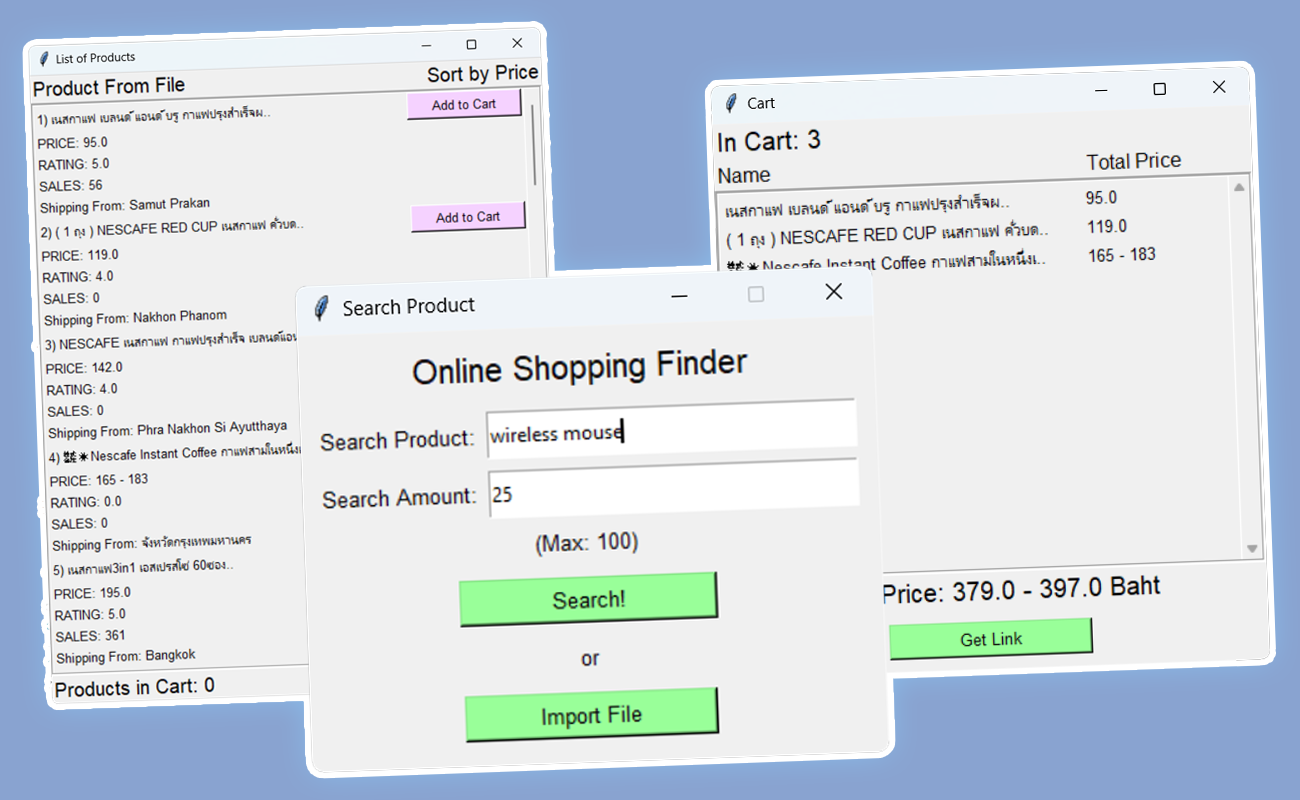 List of Products
Product From File
Sort by Price
1) เนสกาแฟ เบลนด์ แอนด์ บรู กาแฟปรุงสำเร็จผ..
Add to Cart
PRICE: 95.0
RATING: 5.0
SALES: 56
Shipping From: Samut Prakan
2) ( 1 ถุง ) NESCAFE RED CUP เนสกาแฟ คั่วบด..
Add to Cart
PRICE: 119.0
RATING: 4.0
SALES: 0
Shipping From: Nakhon Phanom
3) NESCAFE เนสกาแฟ กาแฟปรุงสำเร็จ เบลนด์แอน
PRICE: 142.0
RATING: 4.0
SALES: 0
Shipping From: Phra Nakhon Si Ayutthaya
4) Nescafe Instant Coffee กาแฟสามในหนึ่ง
PRICE: 165 - 183
RATING: 0.0
SALES: 0
Shipping From: จังหวัดกรุงเทพมหานคร
5) เนสกาแฟ3in1 เอสเปรสโซ่ 60ซอง..
PRICE: 195.0
RATING: 5.0
SALES: 361
Shipping From: Bangkok
Products in Cart: 0
Search Product
Online Shopping Finder
Search Product: wireless mouse
Search Amount: 25
(Max: 100)
Search!
or
Import File
Cart
In Cart: 3
Name Total Price
เนสกาแฟ เบลนด์ แอนด์ บรู กาแฟปรุงสำเร็จผ.. 95.0
( 1 ถุง ) NESCAFE RED CUP เนสกาแฟ คั่วบด.. 119.0
Nescafe Instant Coffee กาแฟสามในหนึ่ง.. 165 - 183
Price: 379.0 - 397.0 Baht
Get Link